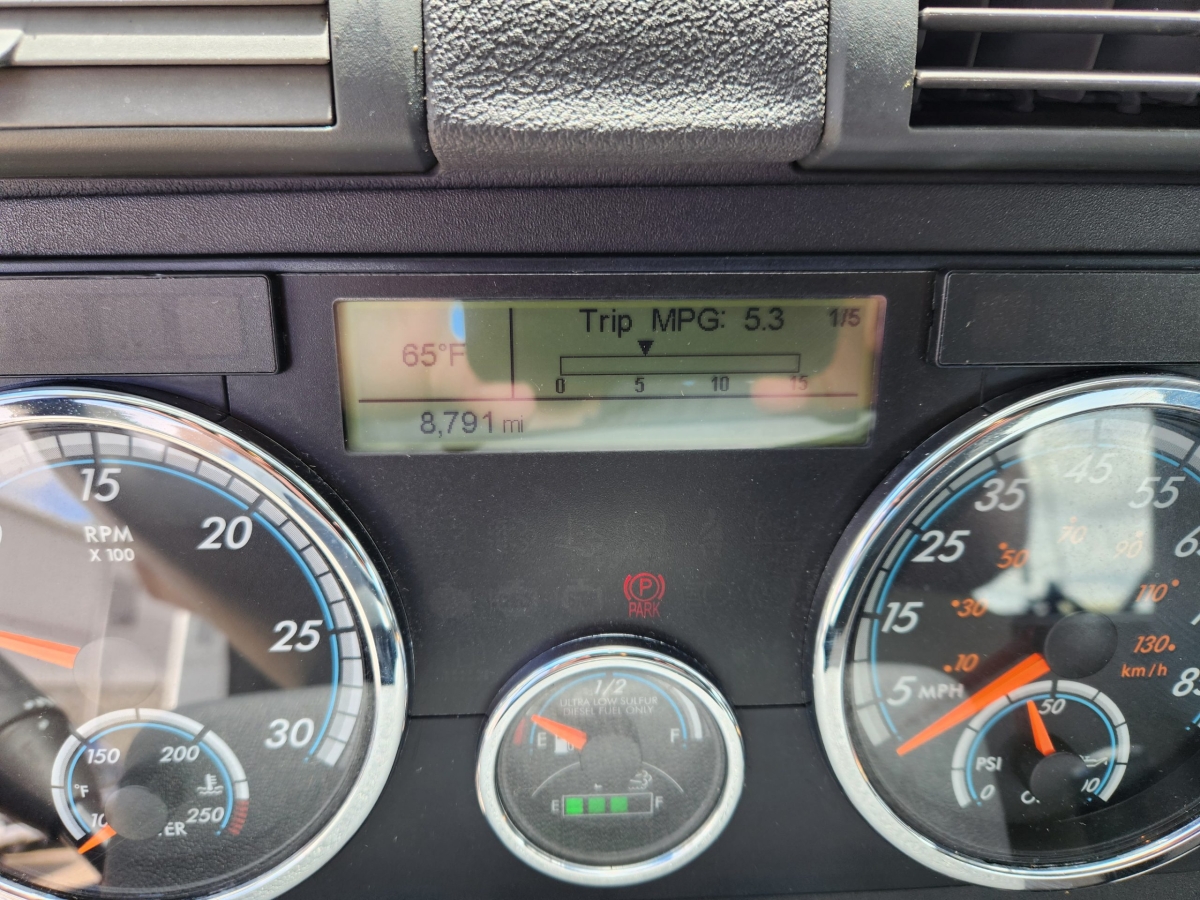 Trip MPG: 5.3 1/5
65°F
0 5 10 15
8,791 mi
15
20
25
30
RPM
X 100
150 200
°F
250
PARK
1/2
ULTRA LOW SULFUR
DIESEL FUEL ONLY
E F
E F
45
35 55
25
15
5 MPH
70
50 90
30 110
10 130
km/h
50
PSI
0